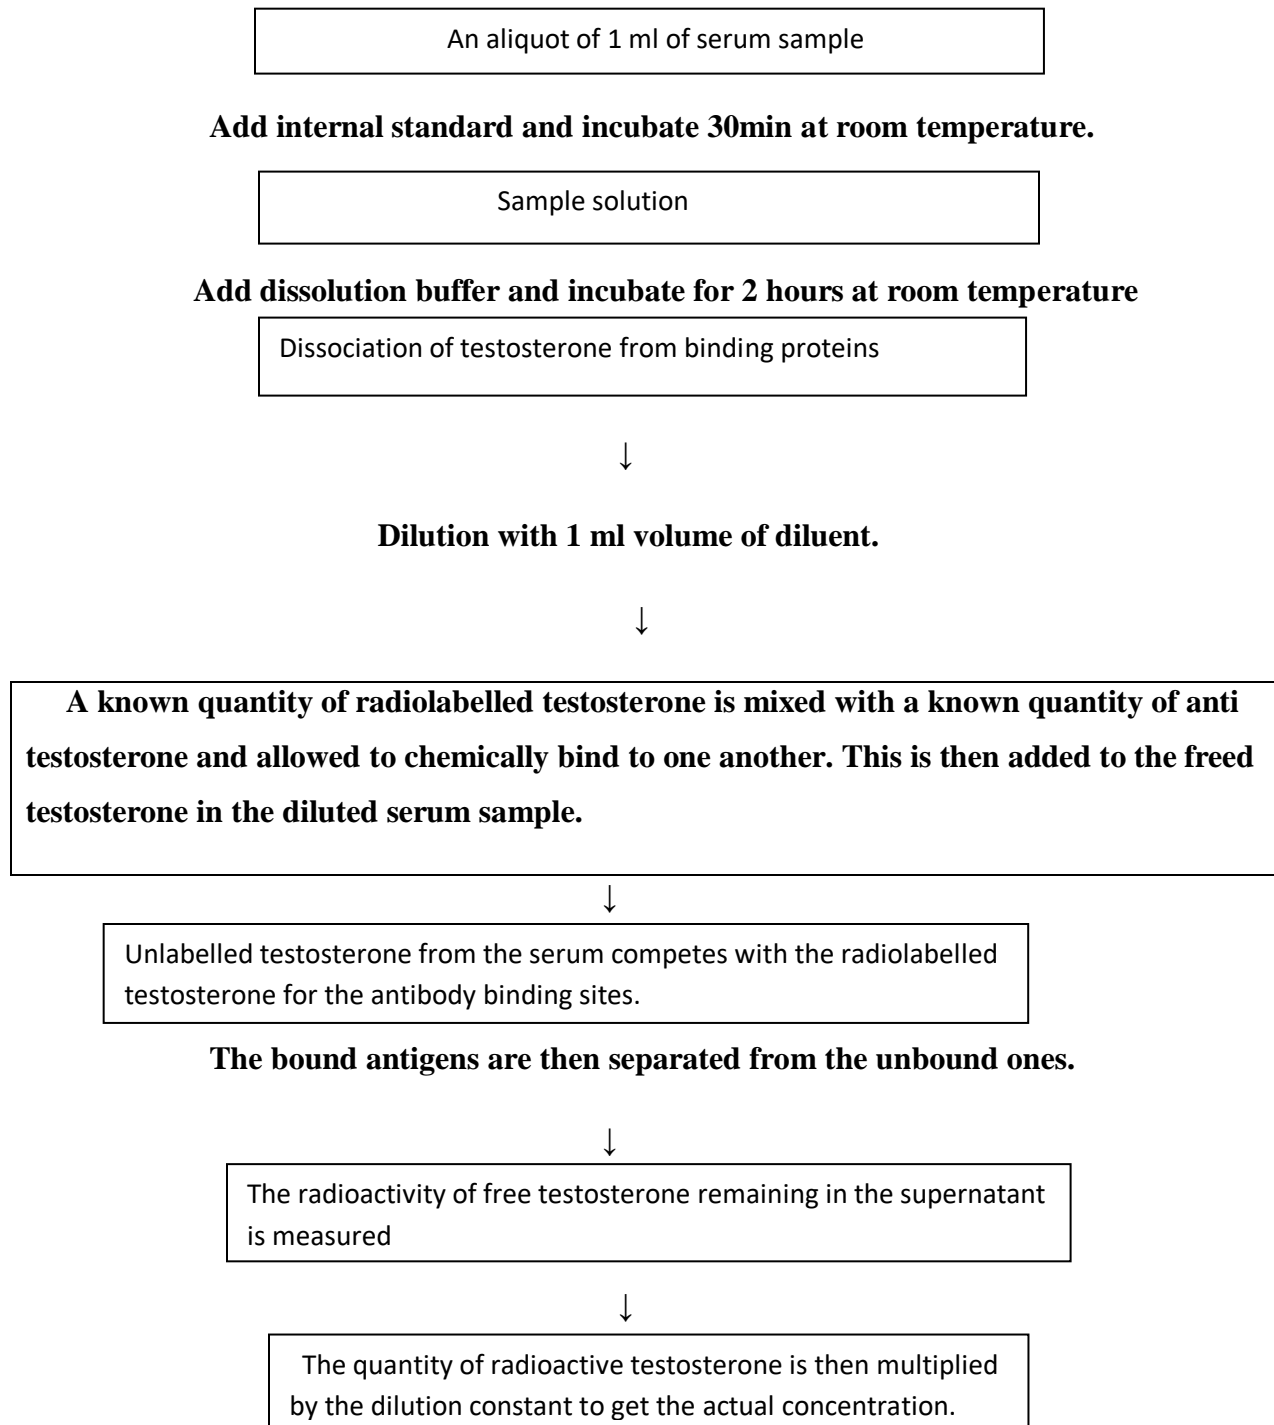 An aliquot of 1 ml of serum sample
Add internal standard and incubate 30min at room temperature.
Sample solution
Add dissolution buffer and incubate for 2 hours at room temperature
Dissociation of testosterone from binding proteins
↓
Dilution with 1 ml volume of diluent.
↓
A known quantity of radiolabelled testosterone is mixed with a known quantity of anti
testosterone and allowed to chemically bind to one another. This is then added to the freed
testosterone in the diluted serum sample.
↓
Unlabelled testosterone from the serum competes with the radiolabelled
testosterone for the antibody binding sites.
The bound antigens are then separated from the unbound ones.
↓
The radioactivity of free testosterone remaining in the supernatant
is measured
↓
The quantity of radioactive testosterone is then multiplied
by the dilution constant to get the actual concentration.